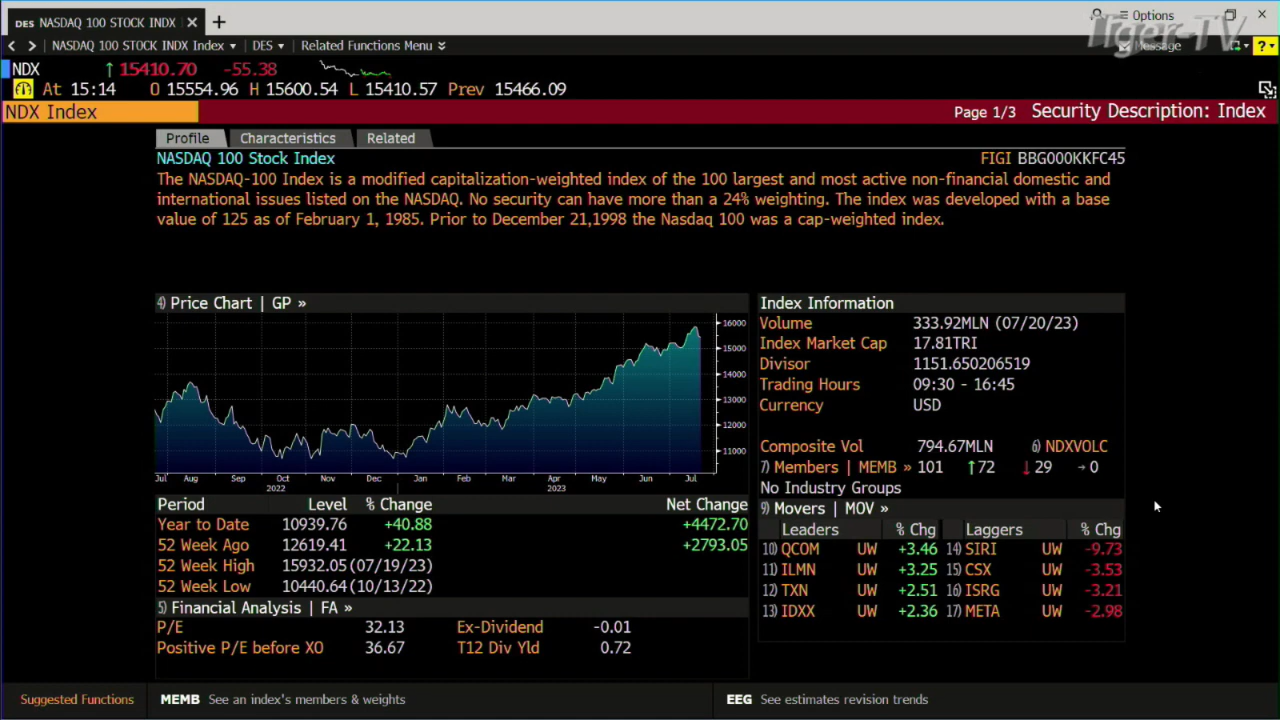 DES NASDAQ 100 STOCK INDX × +
Options
Tiger-TV
< > NASDAQ 100 STOCK INDX Index ▾ DES ▾ Related Functions Menu
Message
?
NDX ↑ 15410.70 -55.38
At 15:14 O 15554.96 H 15600.54 L 15410.57 Prev 15466.09
NDX Index Page 1/3 Security Description: Index
Profile Characteristics Related
NASDAQ 100 Stock Index FIGI BBG000KKFC45
The NASDAQ-100 Index is a modified capitalization-weighted index of the 100 largest and most active non-financial domestic and
international issues listed on the NASDAQ. No security can have more than a 24% weighting. The index was developed with a base
value of 125 as of February 1, 1985. Prior to December 21,1998 the Nasdaq 100 was a cap-weighted index.
4) Price Chart | GP »
16000
15000
14000
13000
12000
11000
Jul Aug Sep Oct Nov Dec Jan Feb Mar Apr May Jun Jul
2022 2023
Period Level % Change Net Change
Year to Date 10939.76 +40.88 +4472.70
52 Week Ago 12619.41 +22.13 +2793.05
52 Week High 15932.05 (07/19/23)
52 Week Low 10440.64 (10/13/22)
5) Financial Analysis | FA »
P/E 32.13 Ex-Dividend -0.01
Positive P/E before XO 36.67 T12 Div Yld 0.72
Index Information
Volume 333.92MLN (07/20/23)
Index Market Cap 17.81TRI
Divisor 1151.650206519
Trading Hours 09:30 - 16:45
Currency USD
Composite Vol 794.67MLN 6) NDXVOLC
7) Members | MEMB » 101 ↑72 ↓29 →0
No Industry Groups
9) Movers | MOV »
Leaders % Chg Laggers % Chg
10) QCOM UW +3.46 14) SIRI UW -9.73
11) ILMN UW +3.25 15) CSX UW -3.53
12) TXN UW +2.51 16) ISRG UW -3.21
13) IDXX UW +2.36 17) META UW -2.98
Suggested Functions MEMB See an index's members & weights EEG See estimates revision trends